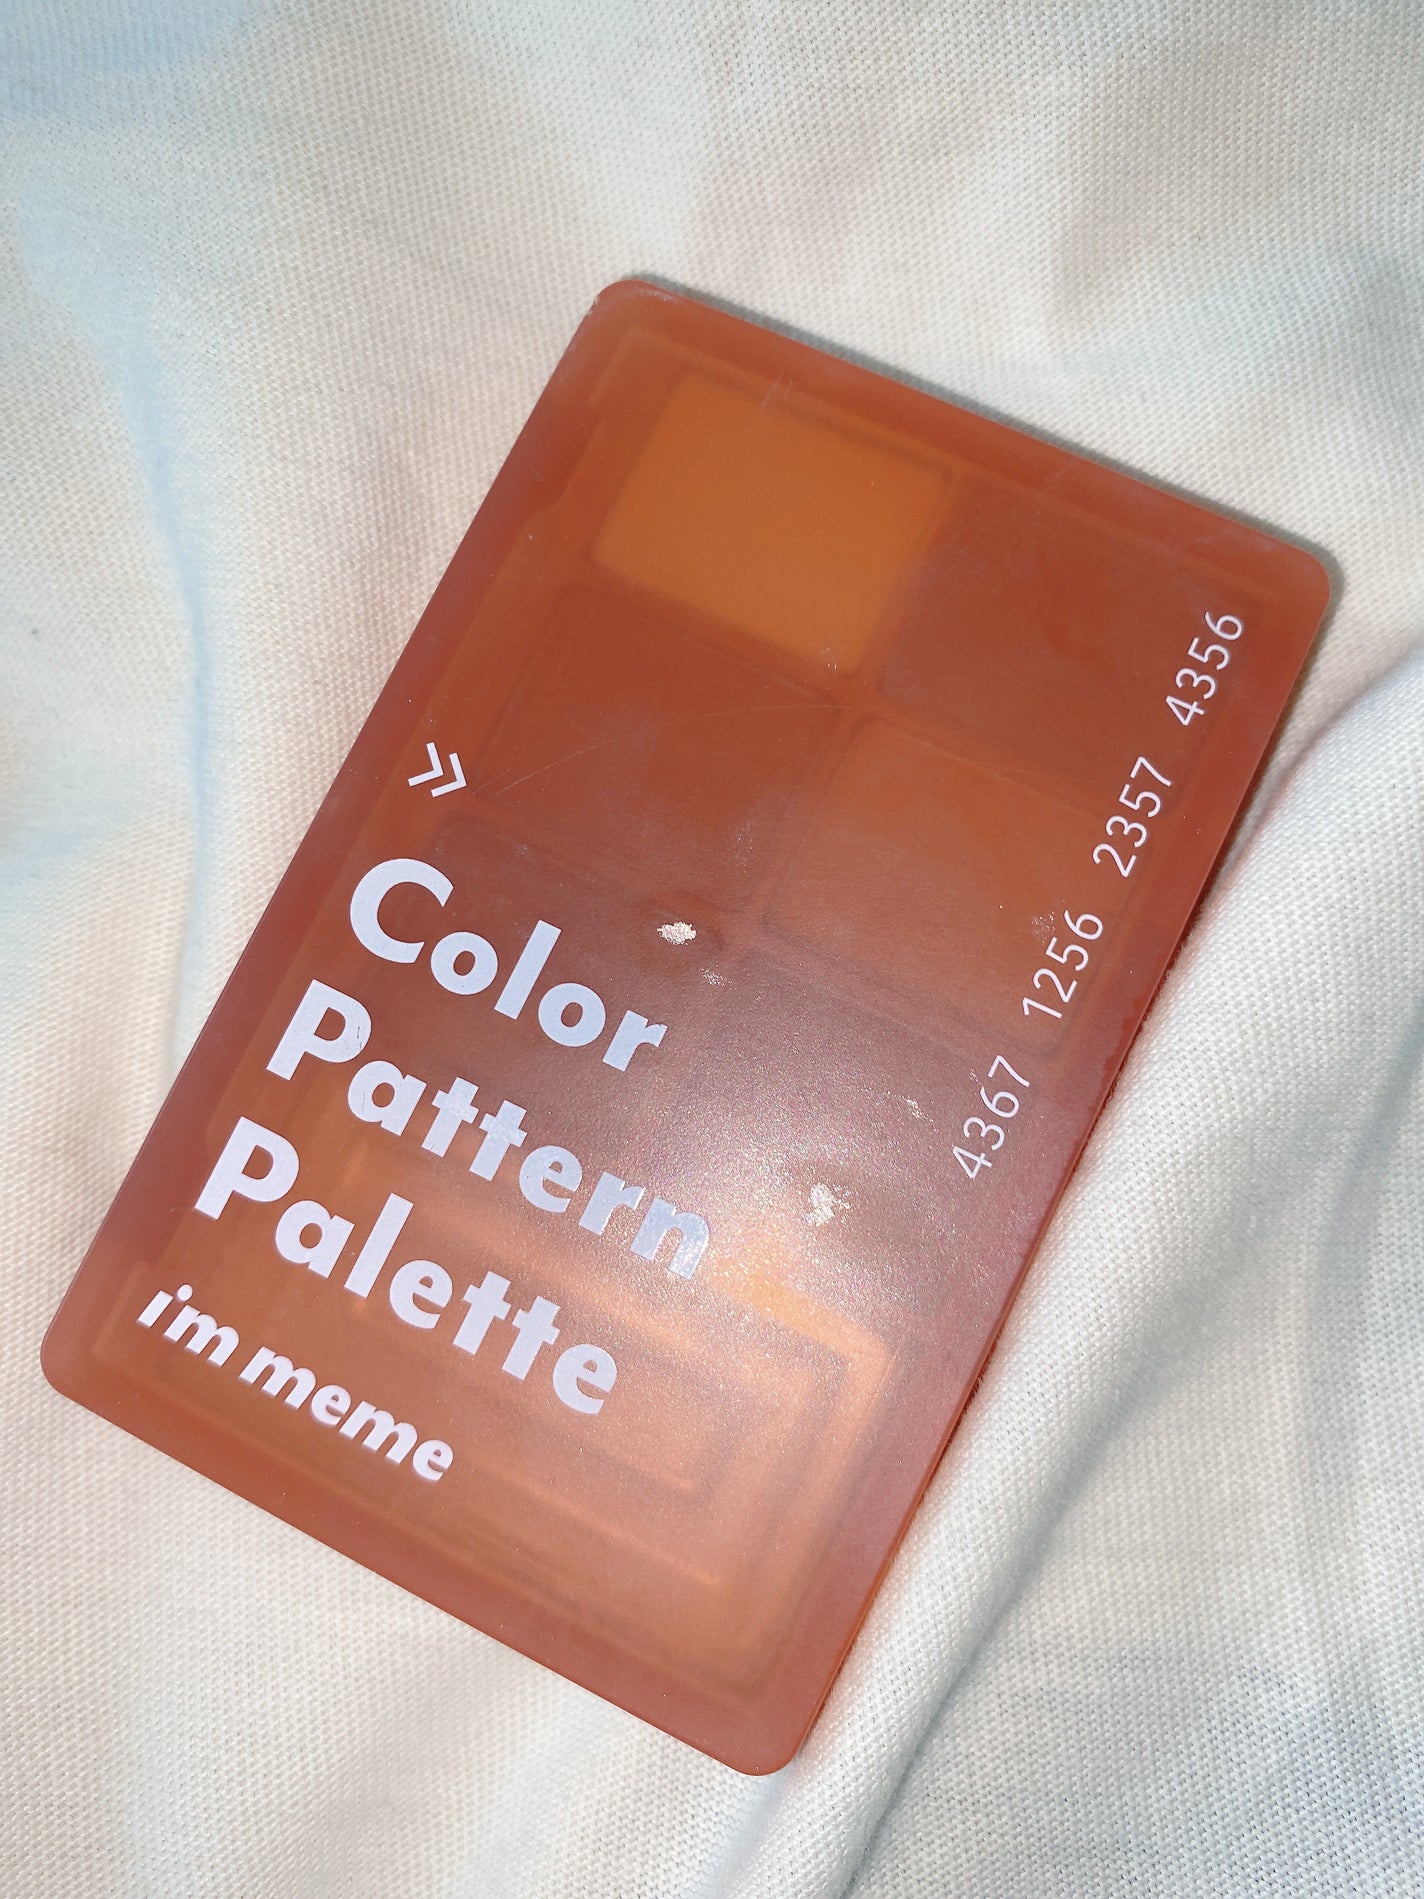 »
Color
Pattern
Palette
i'm meme
4367 1256 2357 4356